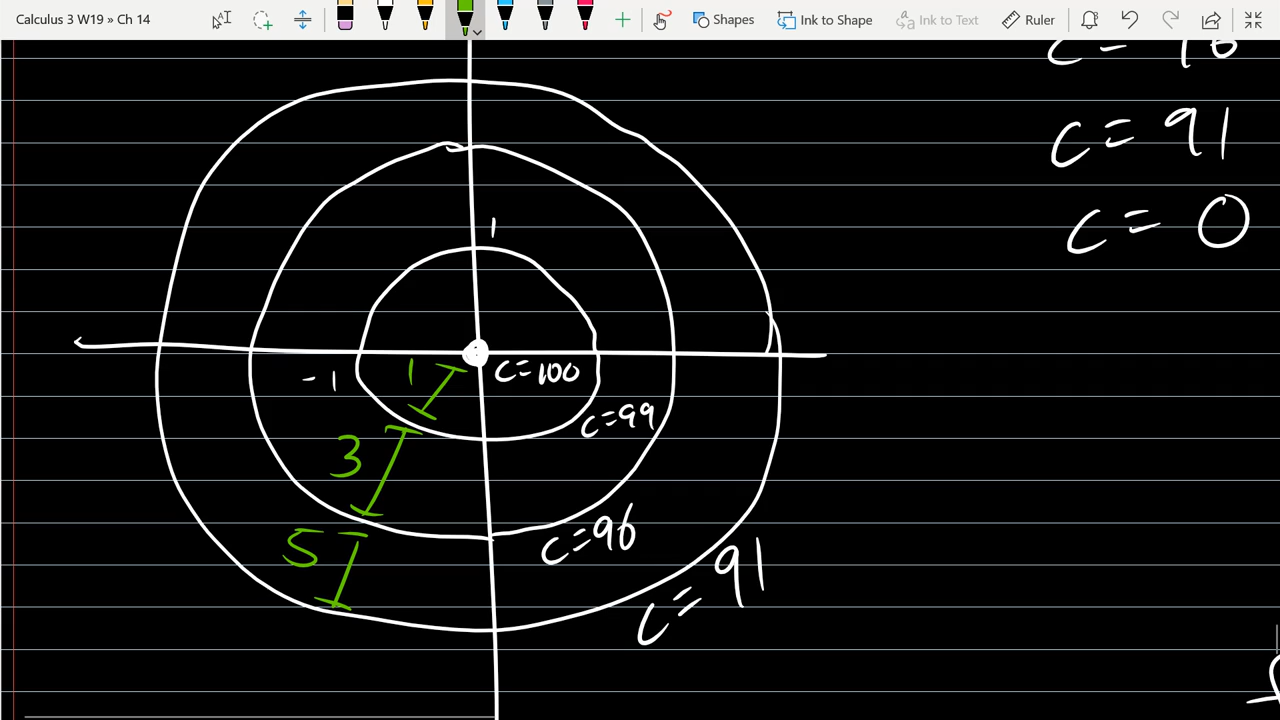 Calculus 3 W19 » Ch 14
Shapes
Ink to Shape
Ink to Text
Ruler
c = 91
c = 0
1
-1
c=100
c=99
c=96
c=91
1
3
5